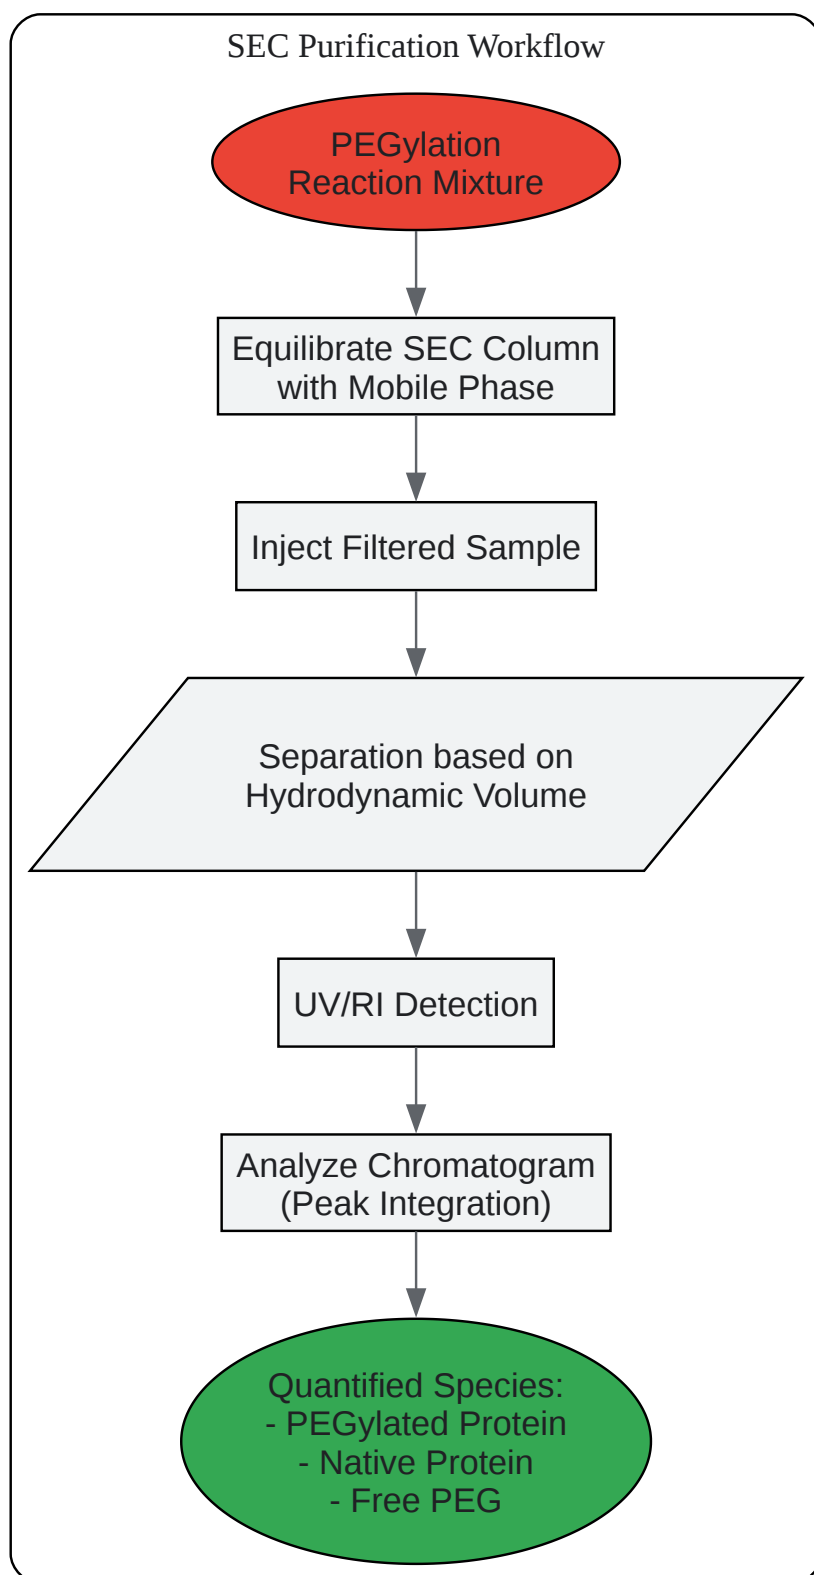 SEC Purification Workflow
PEGylation
Reaction Mixture
Equilibrate SEC Column
with Mobile Phase
Inject Filtered Sample
Separation based on
Hydrodynamic Volume
UV/RI Detection
Analyze Chromatogram
(Peak Integration)
Quantified Species:
- PEGylated Protein
- Native Protein
- Free PEG